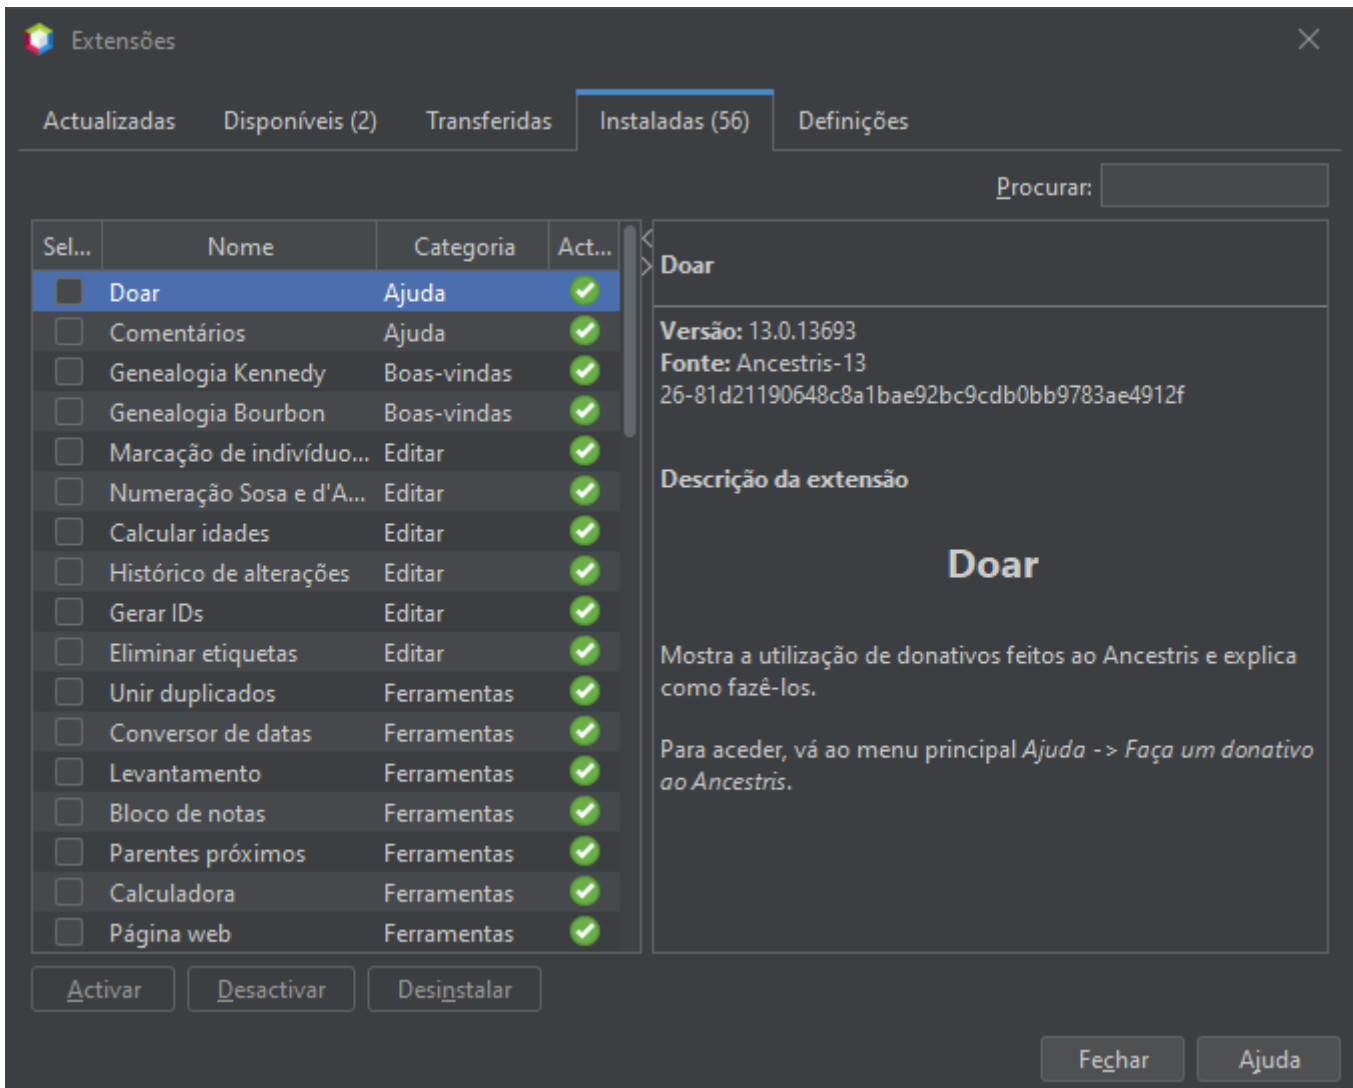 Extensões
Actualizadas Disponíveis (2) Transferidas Instaladas (56) Definições
Procurar:
Sel... Nome Categoria Act...
Doar Ajuda
Comentários Ajuda
Genealogia Kennedy Boas-vindas
Genealogia Bourbon Boas-vindas
Marcação de indivíduo... Editar
Numeração Sosa e d'A... Editar
Calcular idades Editar
Histórico de alterações Editar
Gerar IDs Editar
Eliminar etiquetas Editar
Unir duplicados Ferramentas
Conversor de datas Ferramentas
Levantamento Ferramentas
Bloco de notas Ferramentas
Parentes próximos Ferramentas
Calculadora Ferramentas
Página web Ferramentas
Doar
Versão: 13.0.13693
Fonte: Ancestris-13
26-81d21190648c8a1bae92bc9cdb0bb9783ae4912f
Descrição da extensão
Doar
Mostra a utilização de donativos feitos ao Ancestris e explica
como fazê-los.
Para aceder, vá ao menu principal Ajuda -> Faça um donativo
ao Ancestris.
Activar Desactivar Desinstalar
Fechar Ajuda